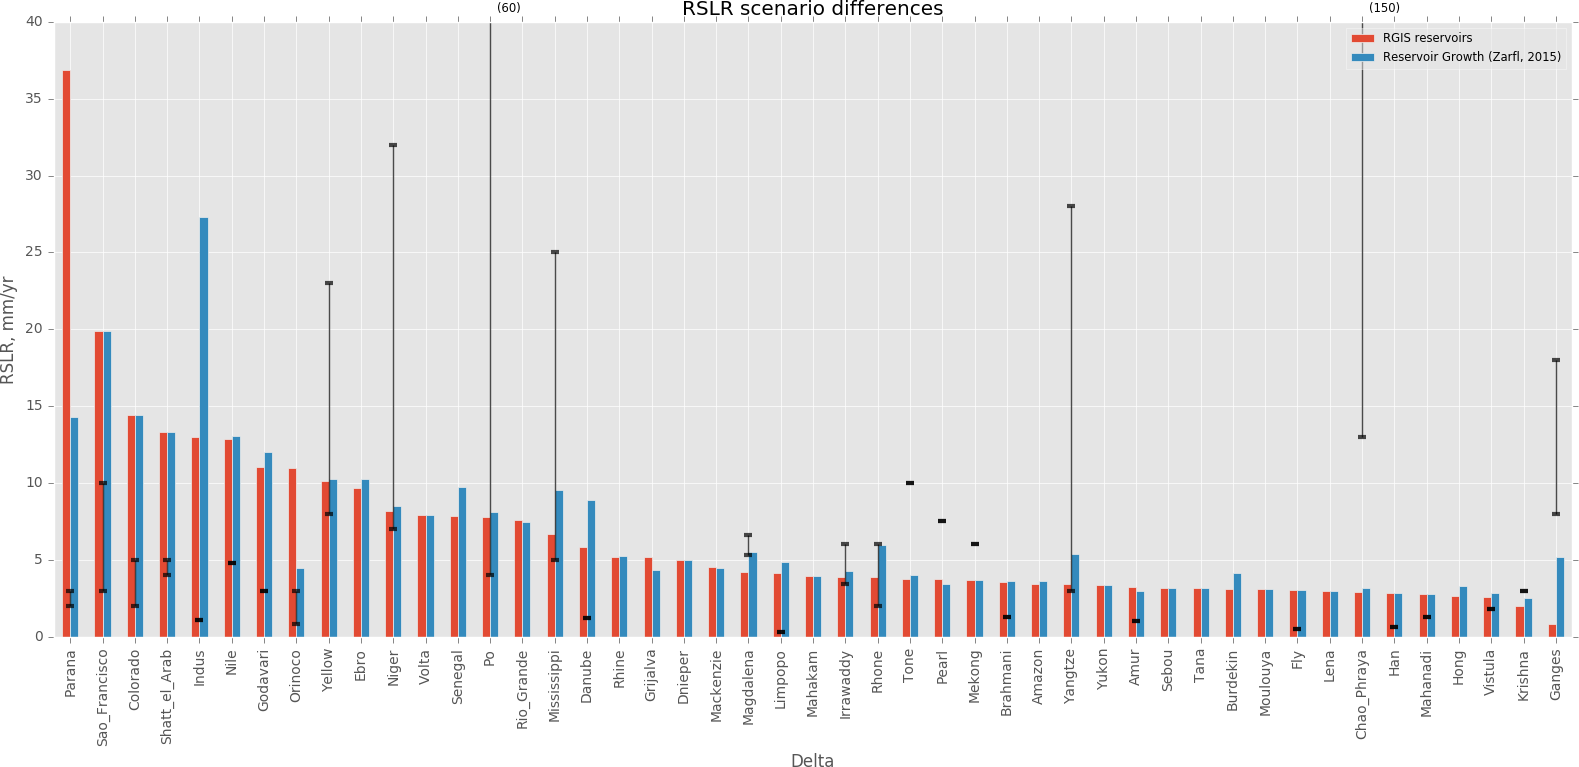 (60)
RSLR scenario differences
(150)
RGIS reservoirs
Reservoir Growth (Zarfl, 2015)
RSLR, mm/yr
40
35
30
25
20
15
10
5
0
Parana
Sao_Francisco
Colorado
Shatt_el_Arab
Indus
Nile
Godavari
Orinoco
Yellow
Ebro
Niger
Volta
Senegal
Po
Rio_Grande
Mississippi
Danube
Rhine
Grijalva
Dnieper
Mackenzie
Magdalena
Limpopo
Mahakam
Irrawaddy
Rhone
Tone
Pearl
Mekong
Brahmani
Amazon
Yangtze
Yukon
Amur
Sebou
Tana
Burdekin
Moulouya
Fly
Lena
Chao_Phraya
Han
Mahanadi
Hong
Vistula
Krishna
Ganges
Delta